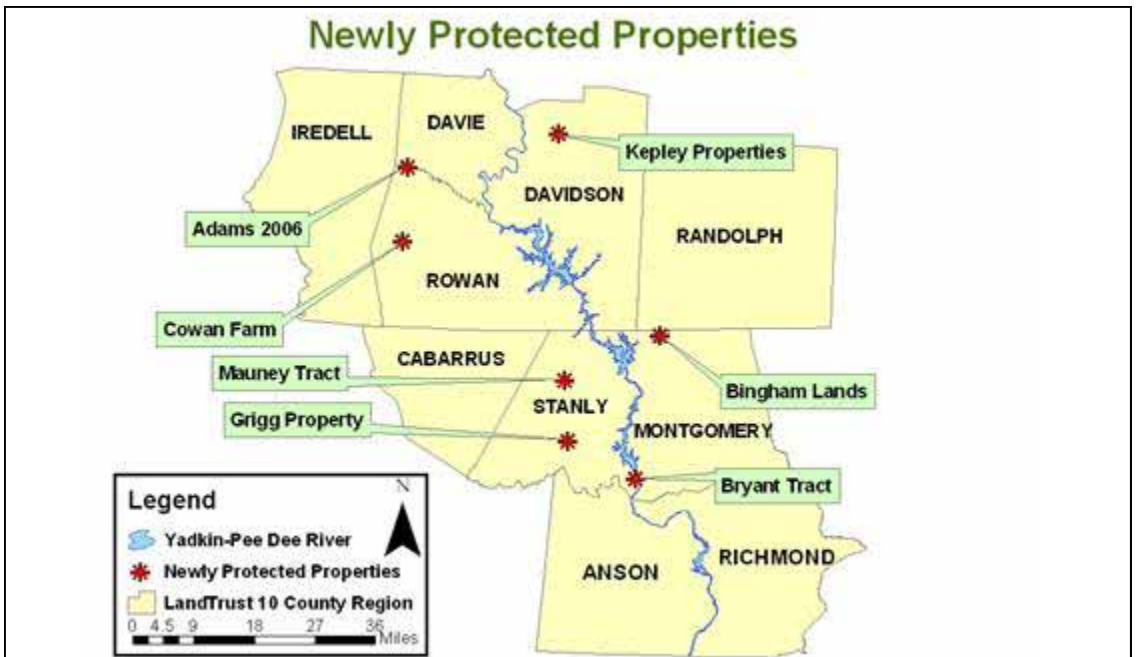 Newly Protected Properties
IREDELL
DAVIE
Kepley Properties
DAVIDSON
Adams 2006
RANDOLPH
ROWAN
Cowan Farm
CABARRUS
Mauney Tract
Bingham Lands
STANLY
Grigg Property
MONTGOMERY
Bryant Tract
ANSON
RICHMOND
N
Legend
Yadkin-Pee Dee River
Newly Protected Properties
LandTrust 10 County Region
0 4.5 9 18 27 36
Miles